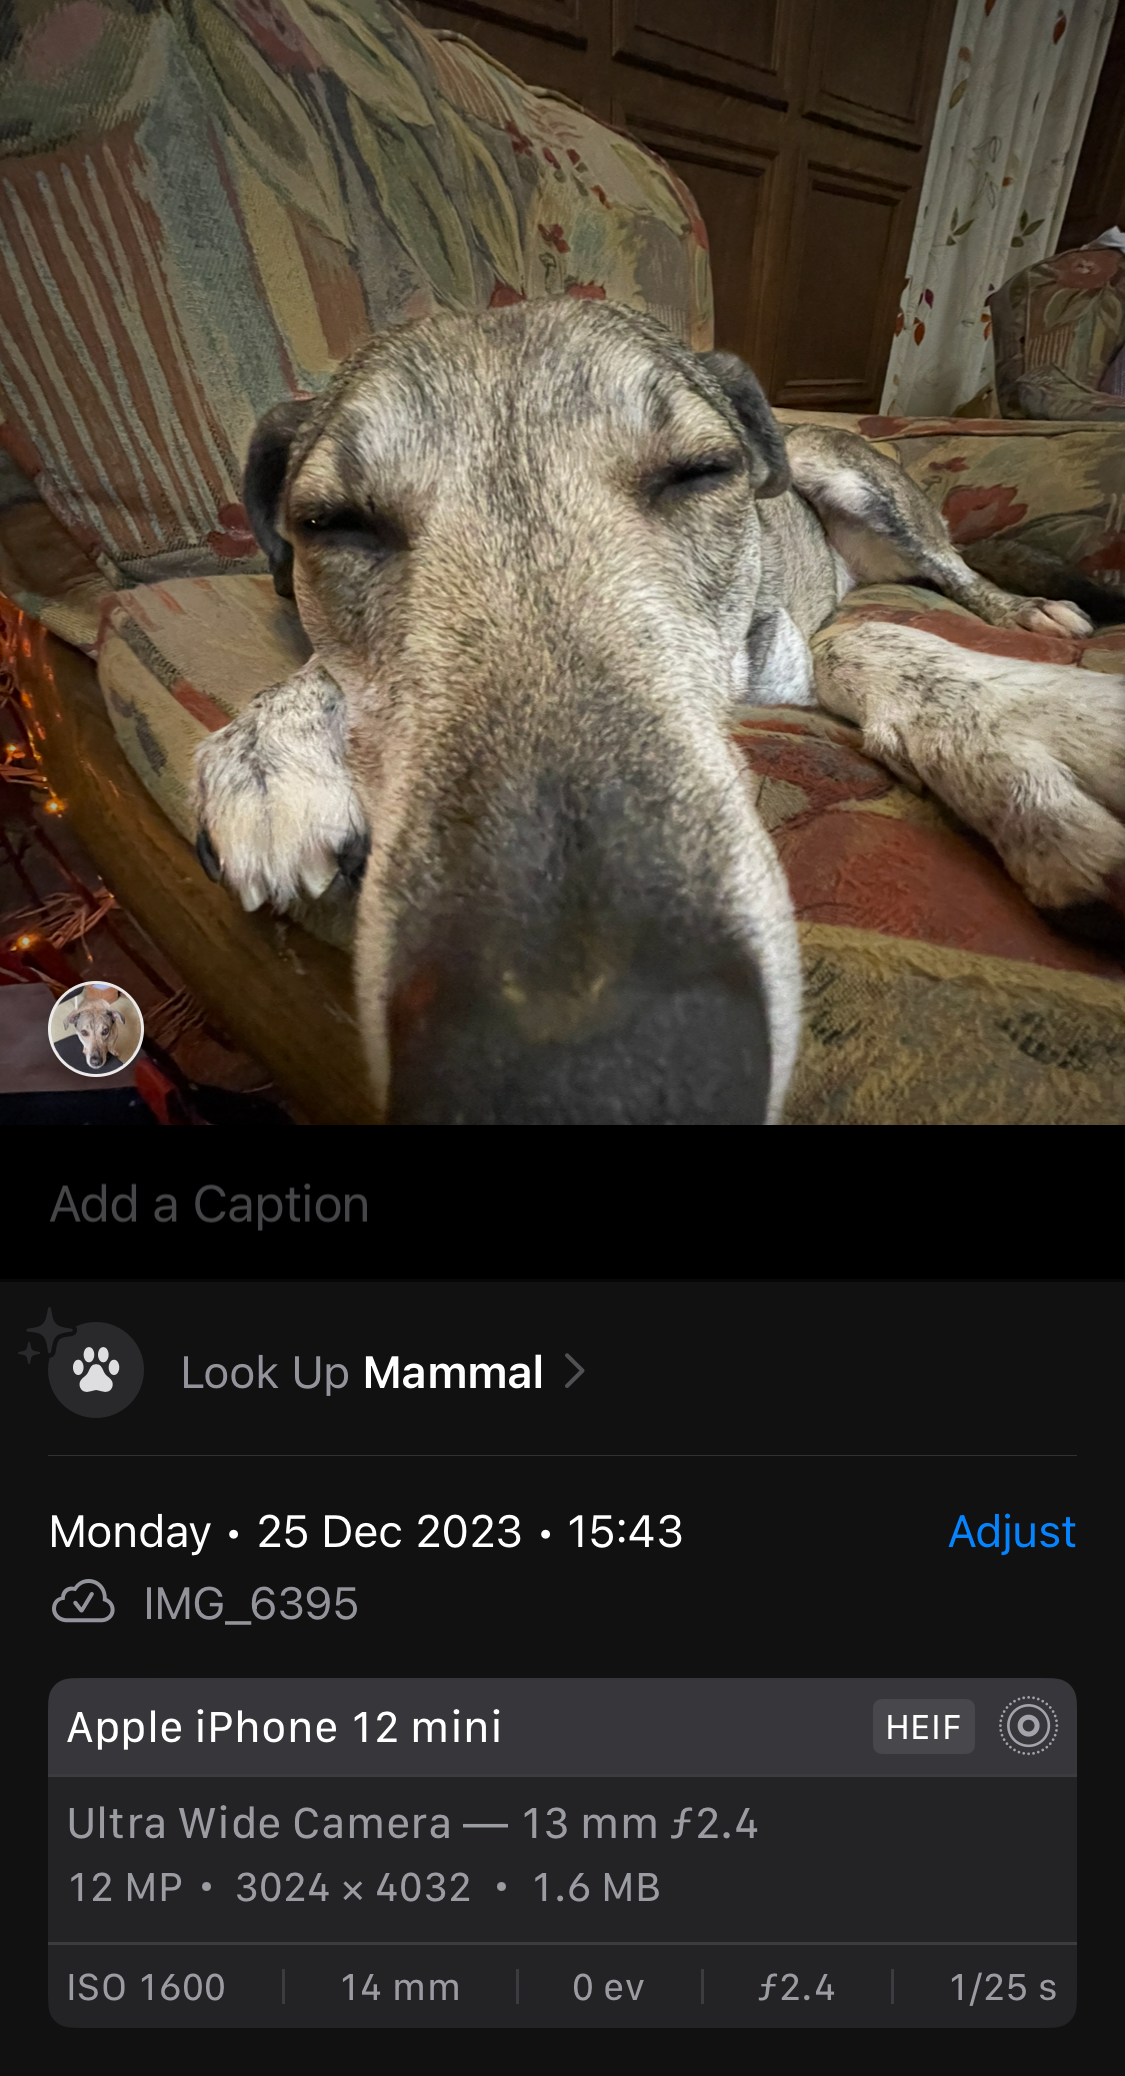 Add a Caption
Look Up Mammal
Monday • 25 Dec 2023 • 15:43
Adjust
IMG_6395
Apple iPhone 12 mini
HEIF
Ultra Wide Camera — 13 mm ƒ2.4
12 MP • 3024 × 4032 • 1.6 MB
ISO 1600 | 14 mm | 0 ev | ƒ2.4 | 1/25 s